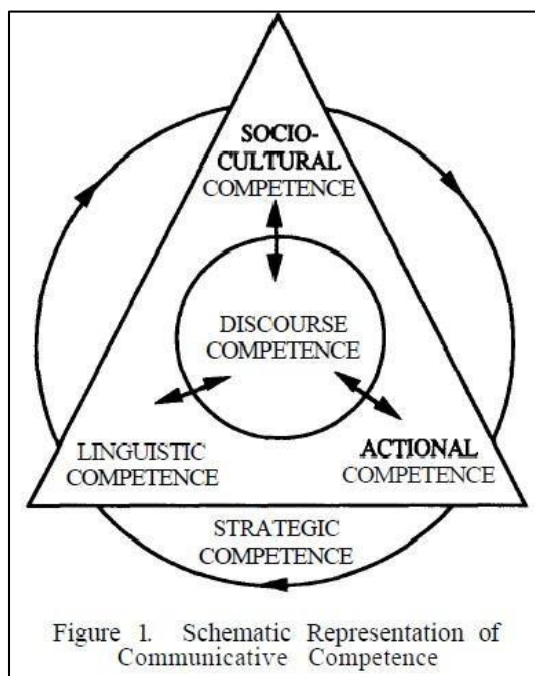 SOCIO-
CULTURAL
COMPETENCE
DISCOURSE
COMPETENCE
LINGUISTIC
COMPETENCE
ACTIONAL
COMPETENCE
STRATEGIC
COMPETENCE
Figure 1. Schematic Representation of
Communicative Competence